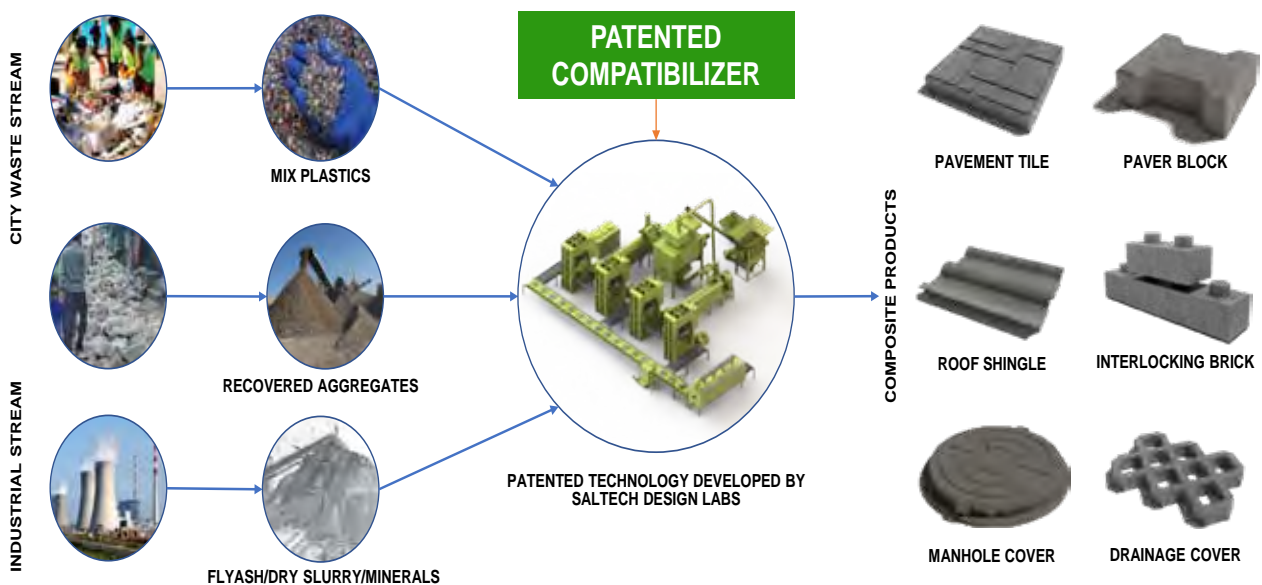 CITY WASTE STREAM
INDUSTRIAL STREAM
MIX PLASTICS
RECOVERED AGGREGATES
FLYASH/DRY SLURRY/MINERALS
PATENTED
COMPATIBILIZER
PATENTED TECHNOLOGY DEVELOPED BY
SALTECH DESIGN LABS
COMPOSITE PRODUCTS
PAVEMENT TILE
PAVER BLOCK
ROOF SHINGLE
INTERLOCKING BRICK
MANHOLE COVER
DRAINAGE COVER